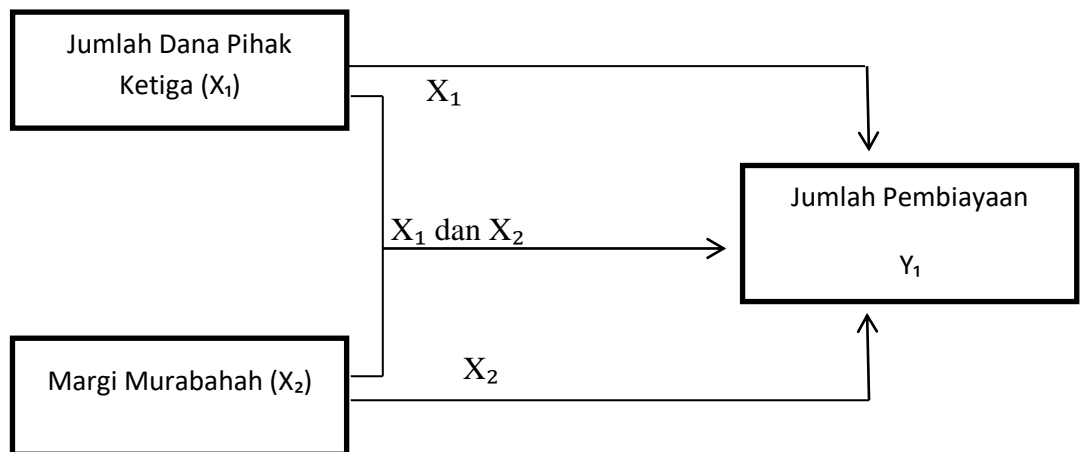 Jumlah Dana Pihak
Ketiga (X₁)
X₁
Jumlah Pembiayaan
Y₁
X₁ dan X₂
Margi Murabahah (X₂)
X₂